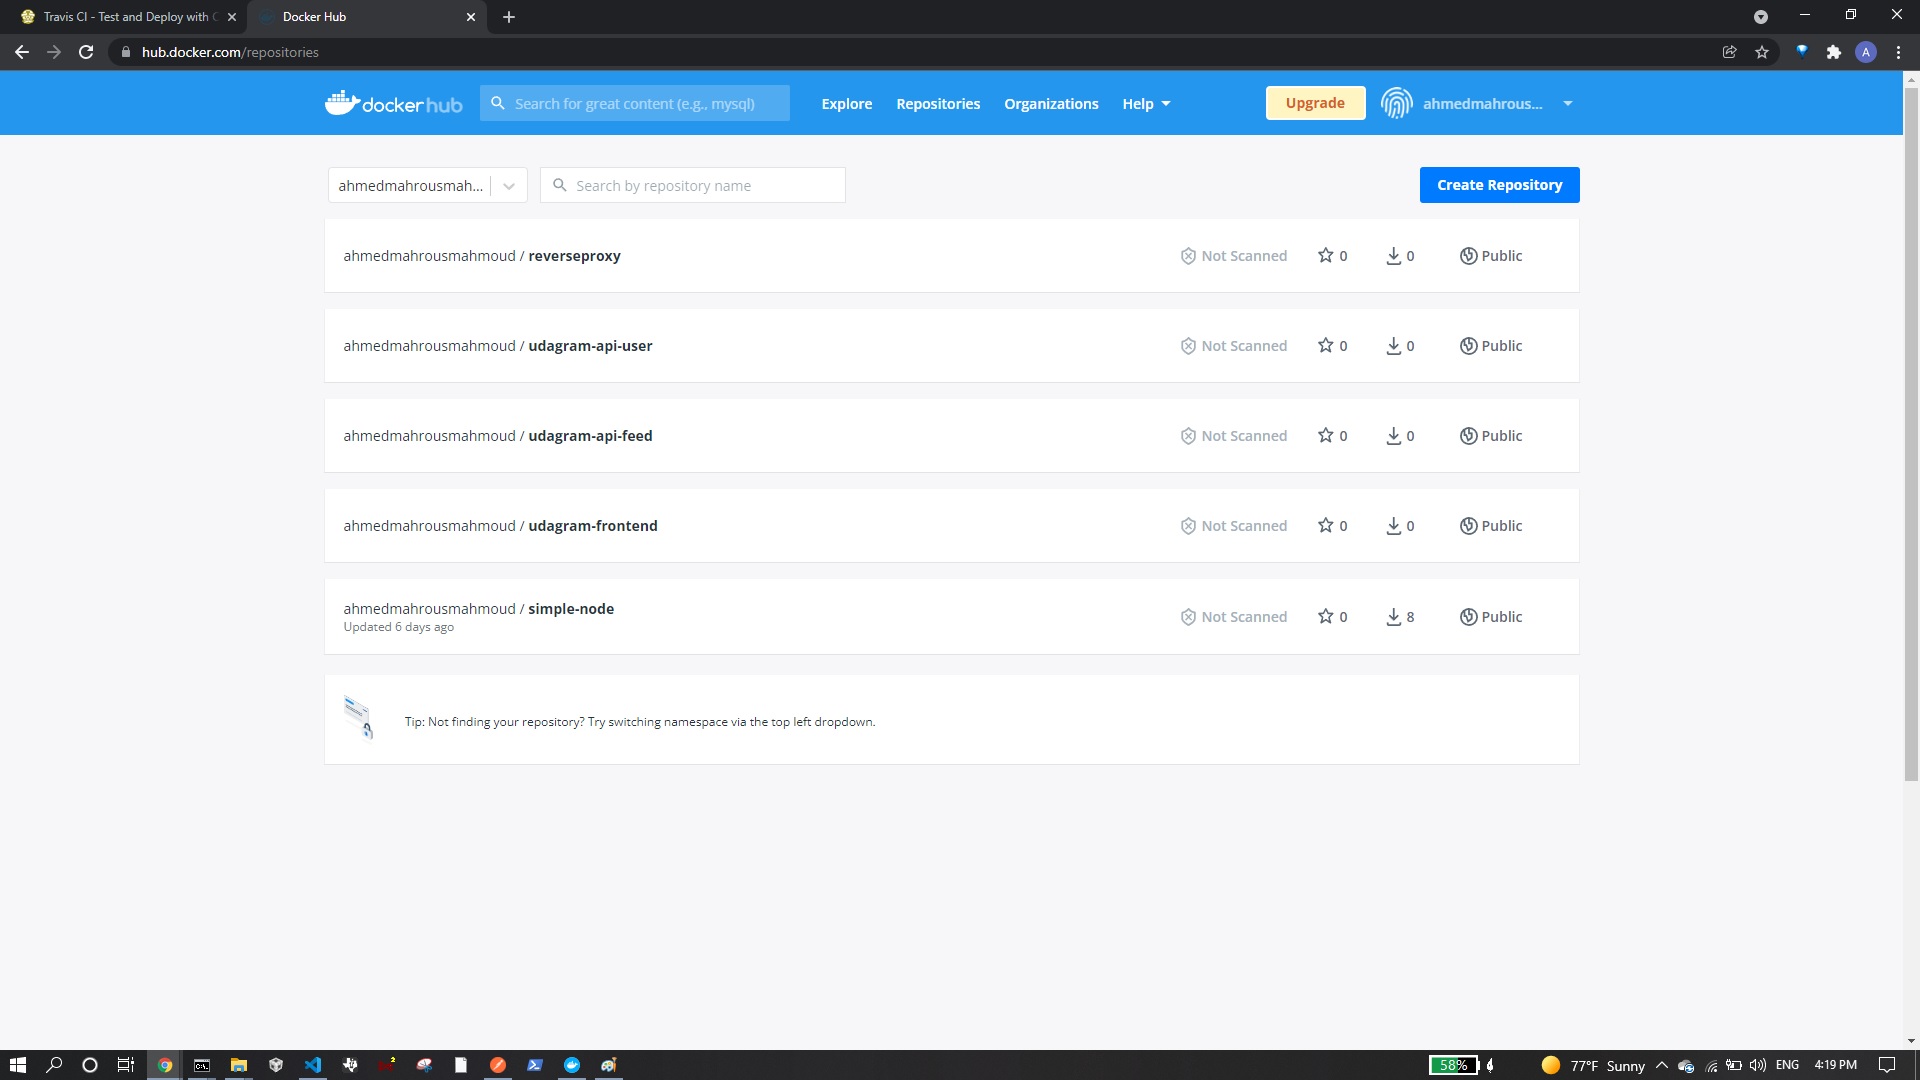 Travis CI - Test and Deploy with C
Docker Hub
hub.docker.com/repositories
A
docker hub
Search for great content (e.g., mysql)
Explore
Repositories
Organizations
Help
Upgrade
ahmedmahrous...
ahmedmahrousmah...
Search by repository name
Create Repository
ahmedmahrousmahmoud / reverseproxy
Not Scanned
0
0
Public
ahmedmahrousmahmoud / udagram-api-user
Not Scanned
0
0
Public
ahmedmahrousmahmoud / udagram-api-feed
Not Scanned
0
0
Public
ahmedmahrousmahmoud / udagram-frontend
Not Scanned
0
0
Public
ahmedmahrousmahmoud / simple-node
Updated 6 days ago
Not Scanned
0
8
Public
Tip: Not finding your repository? Try switching namespace via the top left dropdown.
58%
77°F Sunny
ENG
4:19 PM